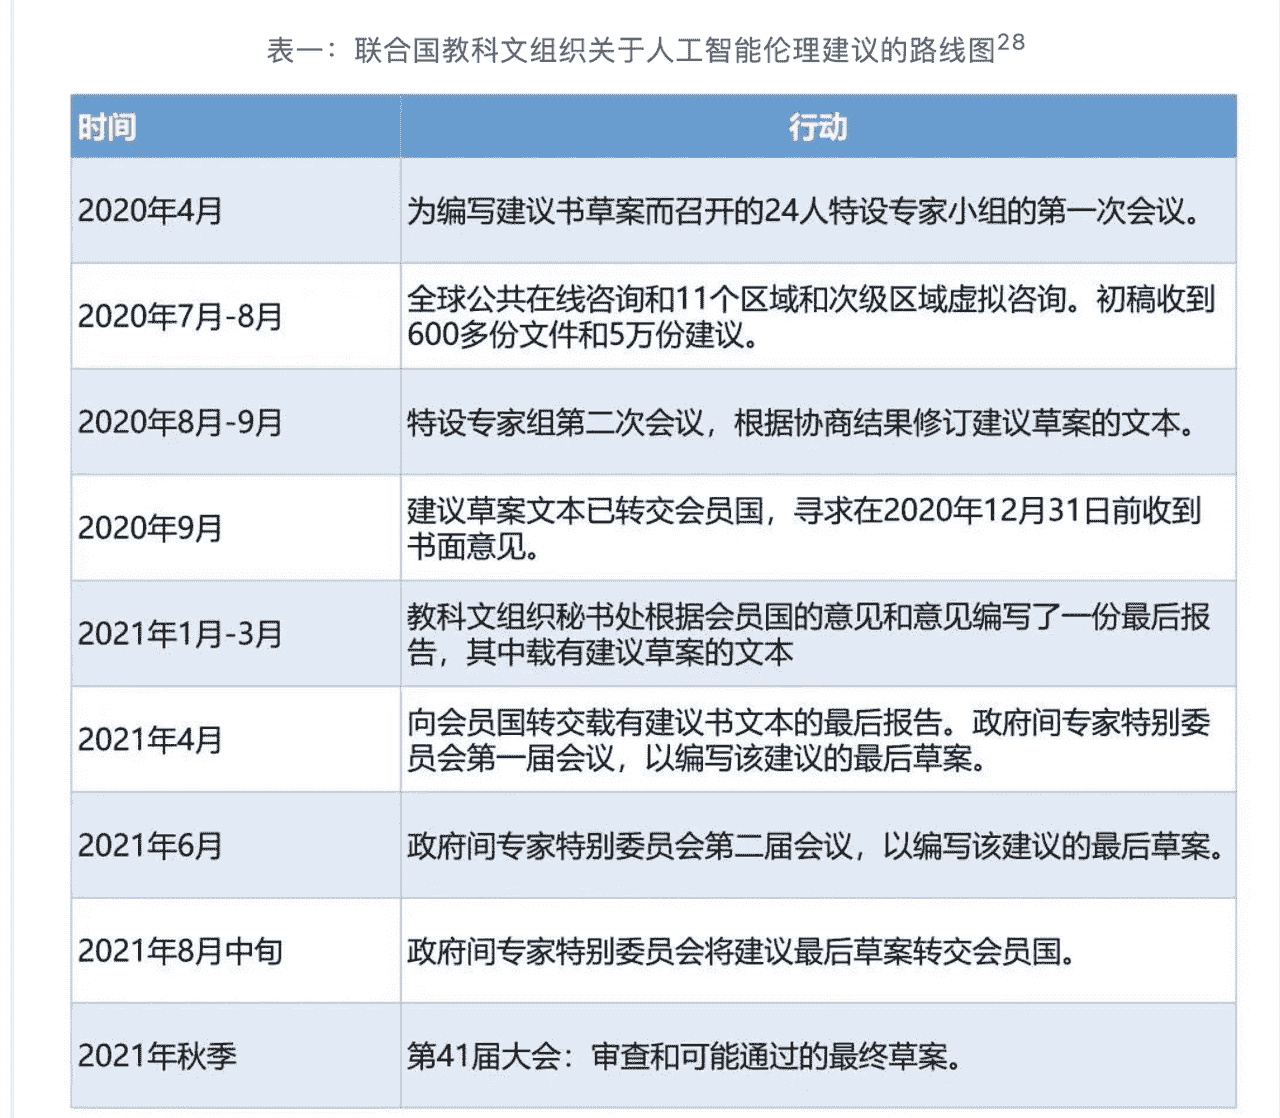 表一：联合国教科文组织关于人工智能伦理建议的路线图28
时间
行动
2020年4月
为编写建议书草案而召开的24人特设专家小组的第一次会议。
2020年7月-8月
全球公共在线咨询和11个区域和次级区域虚拟咨询。初稿收到
600多份文件和5万份建议。
2020年8月-9月
特设专家组第二次会议，根据协商结果修订建议草案的文本。
2020年9月
建议草案文本已转交会员国，寻求在2020年12月31日前收到
书面意见。
2021年1月-3月
教科文组织秘书处根据会员国的意见和意见编写了一份最后报
告，其中载有建议草案的文本
2021年4月
向会员国转交载有建议书文本的最后报告。政府间专家特别委
员会第一届会议，以编写该建议的最后草案。
2021年6月
政府间专家特别委员会第二届会议，以编写该建议的最后草案。
2021年8月中旬
政府间专家特别委员会将建议最后草案转交会员国。
2021年秋季
第41届大会：审查和可能通过的最终草案。